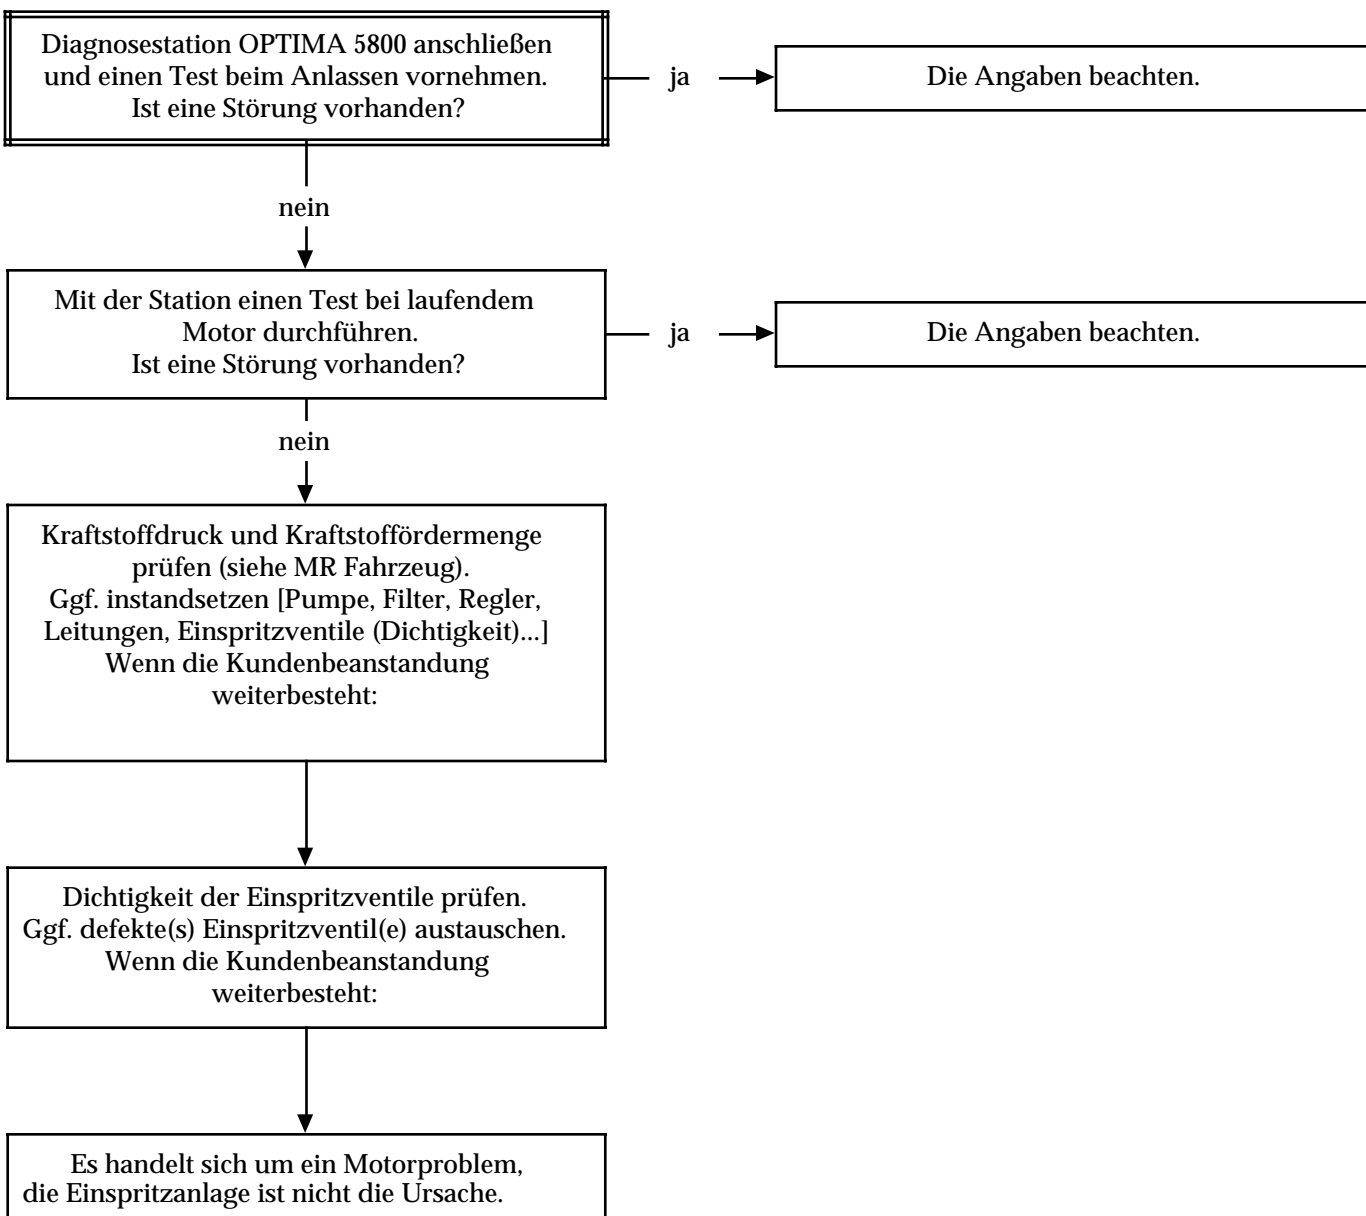 Diagnosestation OPTIMA 5800 anschließen
und einen Test beim Anlassen vornehmen.
Ist eine Störung vorhanden?
ja
Die Angaben beachten.
nein
Mit der Station einen Test bei laufendem
Motor durchführen.
Ist eine Störung vorhanden?
ja
Die Angaben beachten.
nein
Kraftstoffdruck und Kraftstoffördermenge
prüfen (siehe MR Fahrzeug).
Ggf. instandsetzen [Pumpe, Filter, Regler,
Leitungen, Einspritzventile (Dichtigkeit)...]
Wenn die Kundenbeanstandung
weiterbesteht:
Dichtigkeit der Einspritzventile prüfen.
Ggf. defekte(s) Einspritzventil(e) austauschen.
Wenn die Kundenbeanstandung
weiterbesteht:
Es handelt sich um ein Motorproblem,
die Einspritzanlage ist nicht die Ursache.